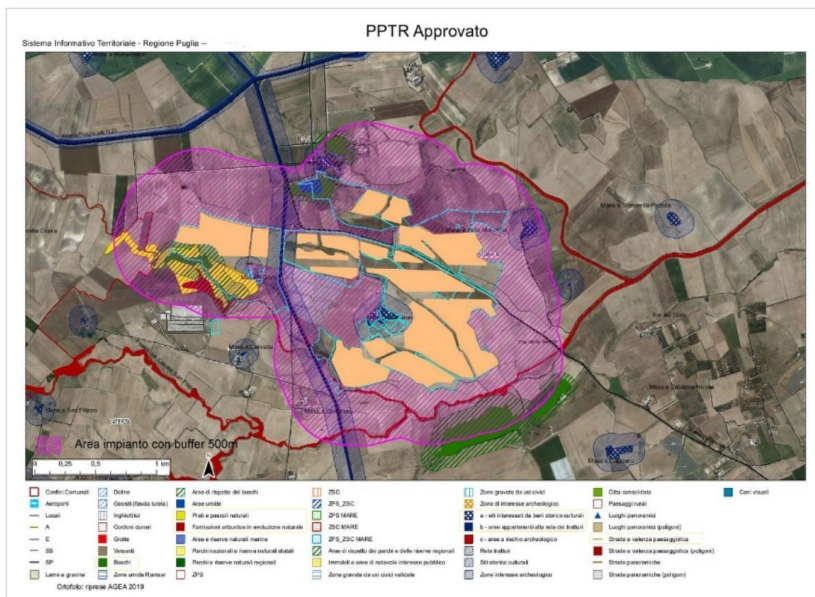 PPTR Approvato
Sistema Informativo Territoriale - Regione Puglia --
Area impianto con buffer 500m
0 0,25 0,5 1 km
Confini Comunali
Aeroporti
Locali
A
E
SS
SP
Lame e gravine
Doline
Geositi (fascia tutela)
Inghiottitoi
Cordoni dunari
Grotte
Versanti
Boschi
Zone umide Ramsar
Aree di rispetto dei boschi
Aree umide
Prati e pascoli naturali
Formazioni arbustive in evoluzione naturale
Aree e riserve naturali marine
Parchi nazionali e riserve naturali statali
Parchi e riserve naturali regionali
ZPS
ZSC
ZPS_ZSC
ZPS MARE
ZSC MARE
ZPS_ZSC MARE
Aree di rispetto dei parchi e delle riserve regionali
Immobili e aree di notevole interesse pubblico
Zone gravate da usi civici validate
Zone gravate da usi civici
Zone di interesse archeologico
a - siti interessati da beni storico culturali
b - aree appartenenti alla rete dei tratturi
c - aree a rischio archeologico
Rete tratturi
Siti storico culturali
Zone interesse archeologico
Città consolidata
Paesaggi rurali
Luoghi panoramici
Luoghi panoramici (poligoni)
Strade a valenza paesaggistica
Strade a valenza paesaggistica (poligoni)
Strade panoramiche
Strade panoramiche (poligoni)
Coni visuali
Ortofoto: riprese AGEA 2019